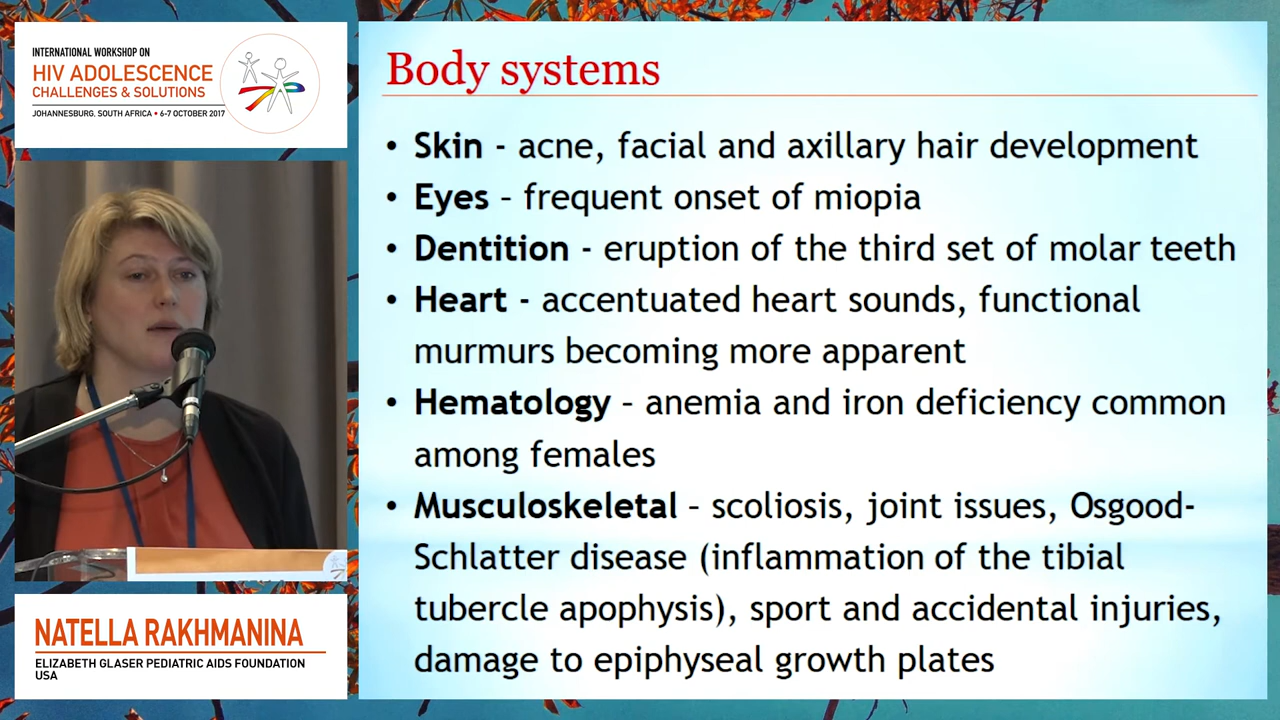 INTERNATIONAL WORKSHOP ON
HIV ADOLESCENCE
CHALLENGES & SOLUTIONS
JOHANNESBURG, SOUTH AFRICA • 6-7 OCTOBER 2017
NATELLA RAKHMANINA
ELIZABETH GLASER PEDIATRIC AIDS FOUNDATION
USA
Body systems
• Skin - acne, facial and axillary hair development
• Eyes – frequent onset of miopia
• Dentition - eruption of the third set of molar teeth
• Heart - accentuated heart sounds, functional
murmurs becoming more apparent
• Hematology – anemia and iron deficiency common
among females
• Musculoskeletal – scoliosis, joint issues, Osgood-
Schlatter disease (inflammation of the tibial
tubercle apophysis), sport and accidental injuries,
damage to epiphyseal growth plates